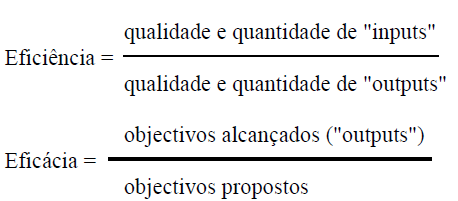 qualidade e quantidade de "inputs"
Eficiência =
qualidade e quantidade de "outputs"
objectivos alcançados ("outputs")
Eficácia =
objectivos propostos